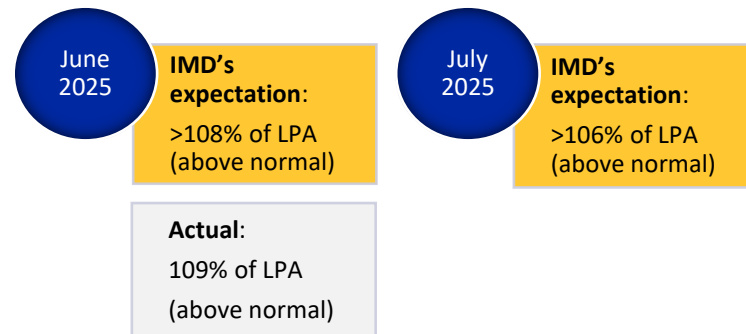 June
2025
IMD’s
expectation:
>108% of LPA
(above normal)
Actual:
109% of LPA
(above normal)
July
2025
IMD’s
expectation:
>106% of LPA
(above normal)